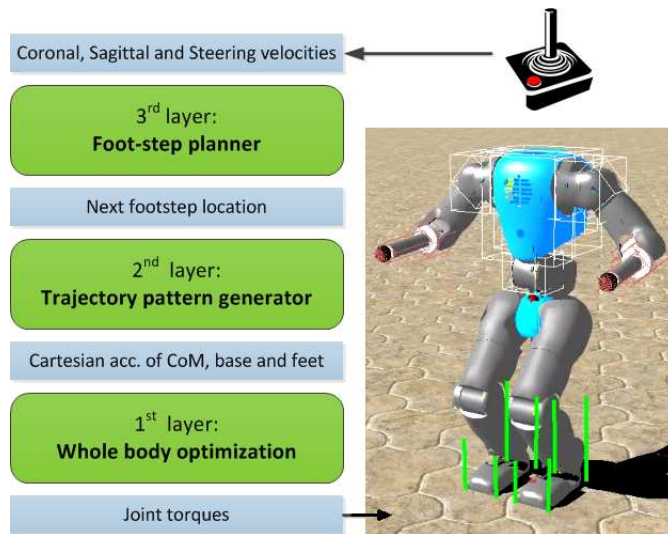 Coronal, Sagittal and Steering velocities
3rd layer:
Foot-step planner
Next footstep location
2nd layer:
Trajectory pattern generator
Cartesian acc. of CoM, base and feet
1st layer:
Whole body optimization
Joint torques